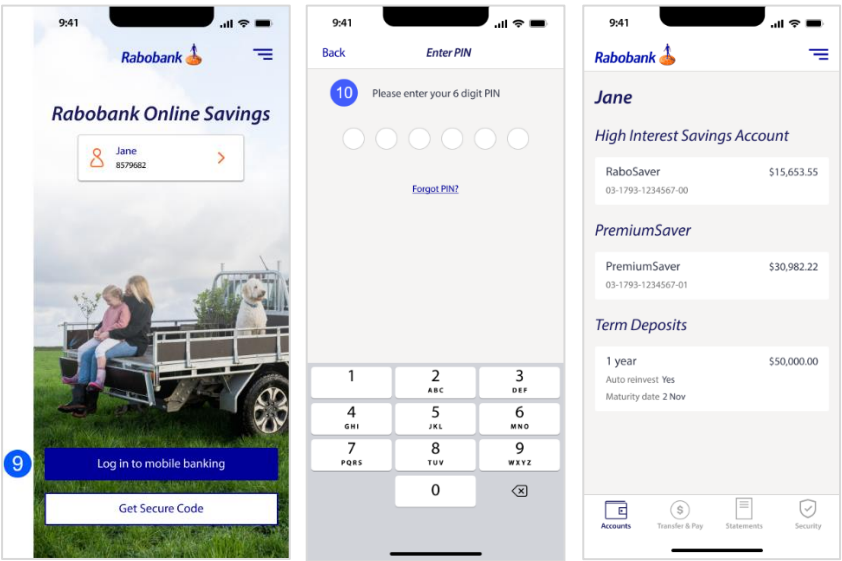 9:41
Rabobank
Rabobank Online Savings
Jane
8579682
9
Log in to mobile banking
Get Secure Code
9:41
Back
Enter PIN
10
Please enter your 6 digit PIN
Forgot PIN?
1
2
ABC
3
DEF
4
GHI
5
JKL
6
MNO
7
PQRS
8
TUV
9
WXYZ
0
9:41
Rabobank
Jane
High Interest Savings Account
RaboSaver $15,653.55
03-1793-1234567-00
PremiumSaver
PremiumSaver $30,982.22
03-1793-1234567-01
Term Deposits
1 year $50,000.00
Auto reinvest Yes
Maturity date 2 Nov
$
Accounts Transfer & Pay Statements Security